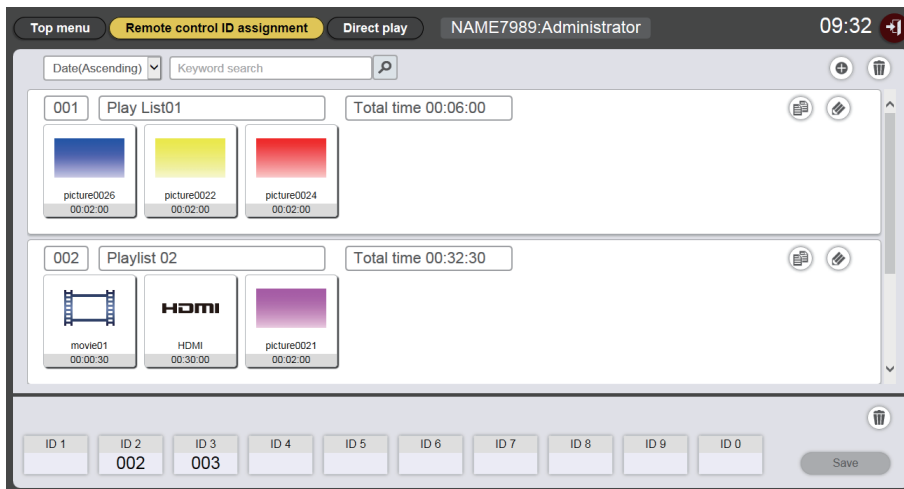 Top menu Remote control ID assignment Direct play NAME7989:Administrator 09:32
Date(Ascending) Keyword search
001 Play List01 Total time 00:06:00
picture0026 picture0022 picture0024
00:02:00 00:02:00 00:02:00
002 Playlist 02 Total time 00:32:30
HDMI
movie01 HDMI picture0021
00:00:30 00:30:00 00:02:00
ID 1 ID 2 ID 3 ID 4 ID 5 ID 6 ID 7 ID 8 ID 9 ID 0
002 003
Save